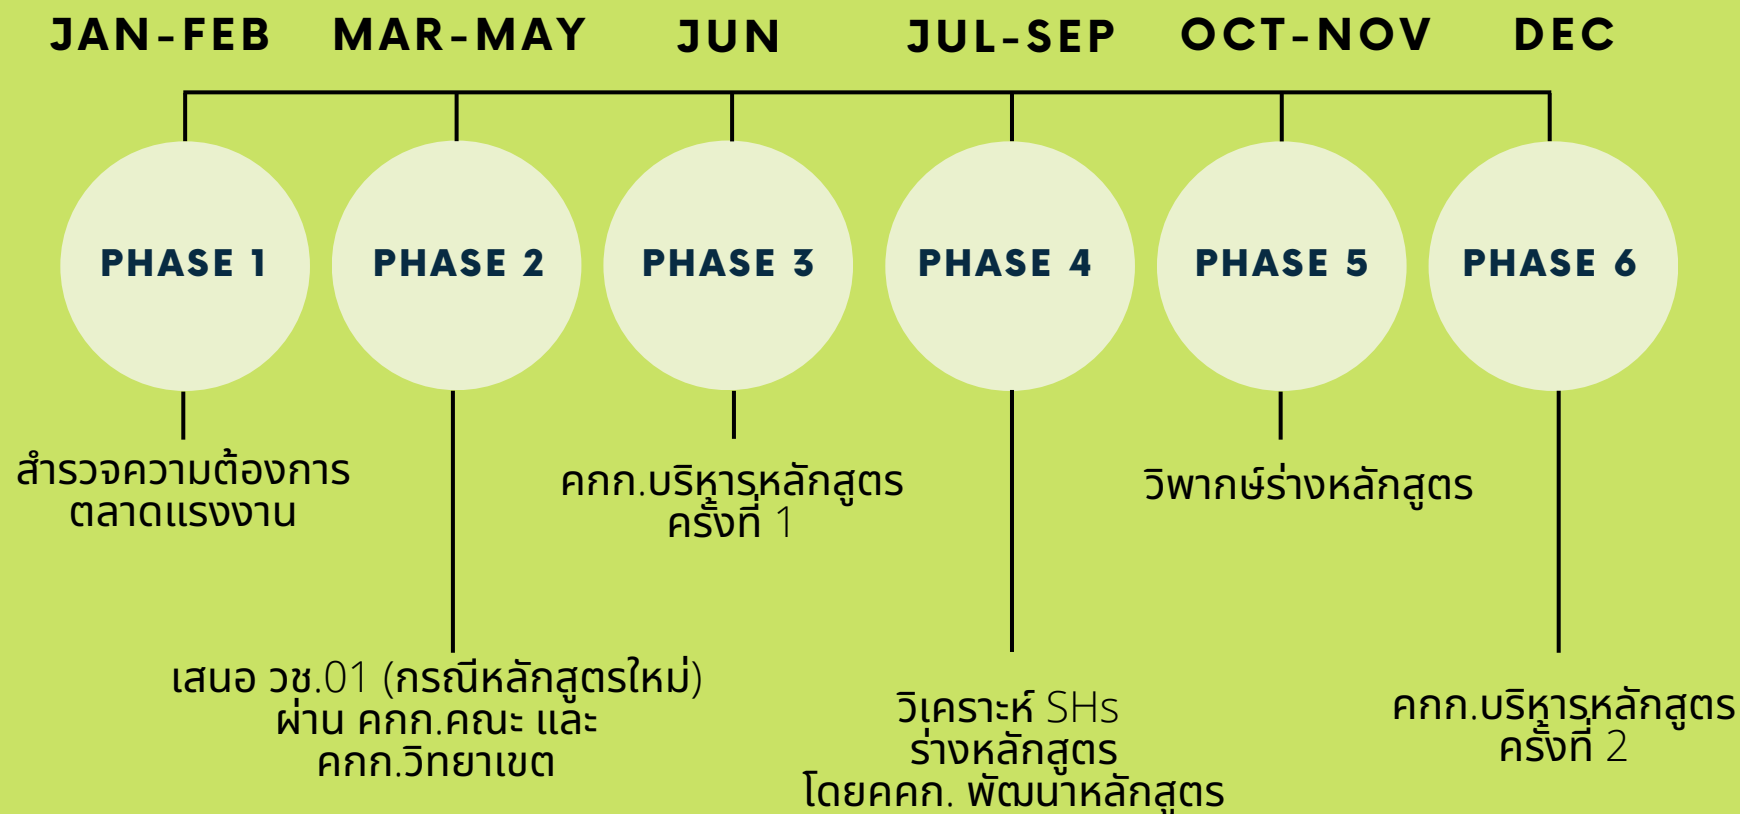 JAN-FEB
MAR-MAY
JUN
JUL-SEP
OCT-NOV
DEC
PHASE 1
PHASE 2
PHASE 3
PHASE 4
PHASE 5
PHASE 6
สำรวจความต้องการ
ตลาดแรงงาน
คกก.บริหารหลักสูตร
ครั้งที่ 1
วิพากษ์ร่างหลักสูตร
เสนอ วช.01 (กรณีหลักสูตรใหม่)
ผ่าน คกก.คณะ และ
คกก.วิทยาเขต
วิเคราะห์ SHs
ร่างหลักสูตร
โดยคคก. พัฒนาหลักสูตร
คกก.บริหารหลักสูตร
ครั้งที่ 2